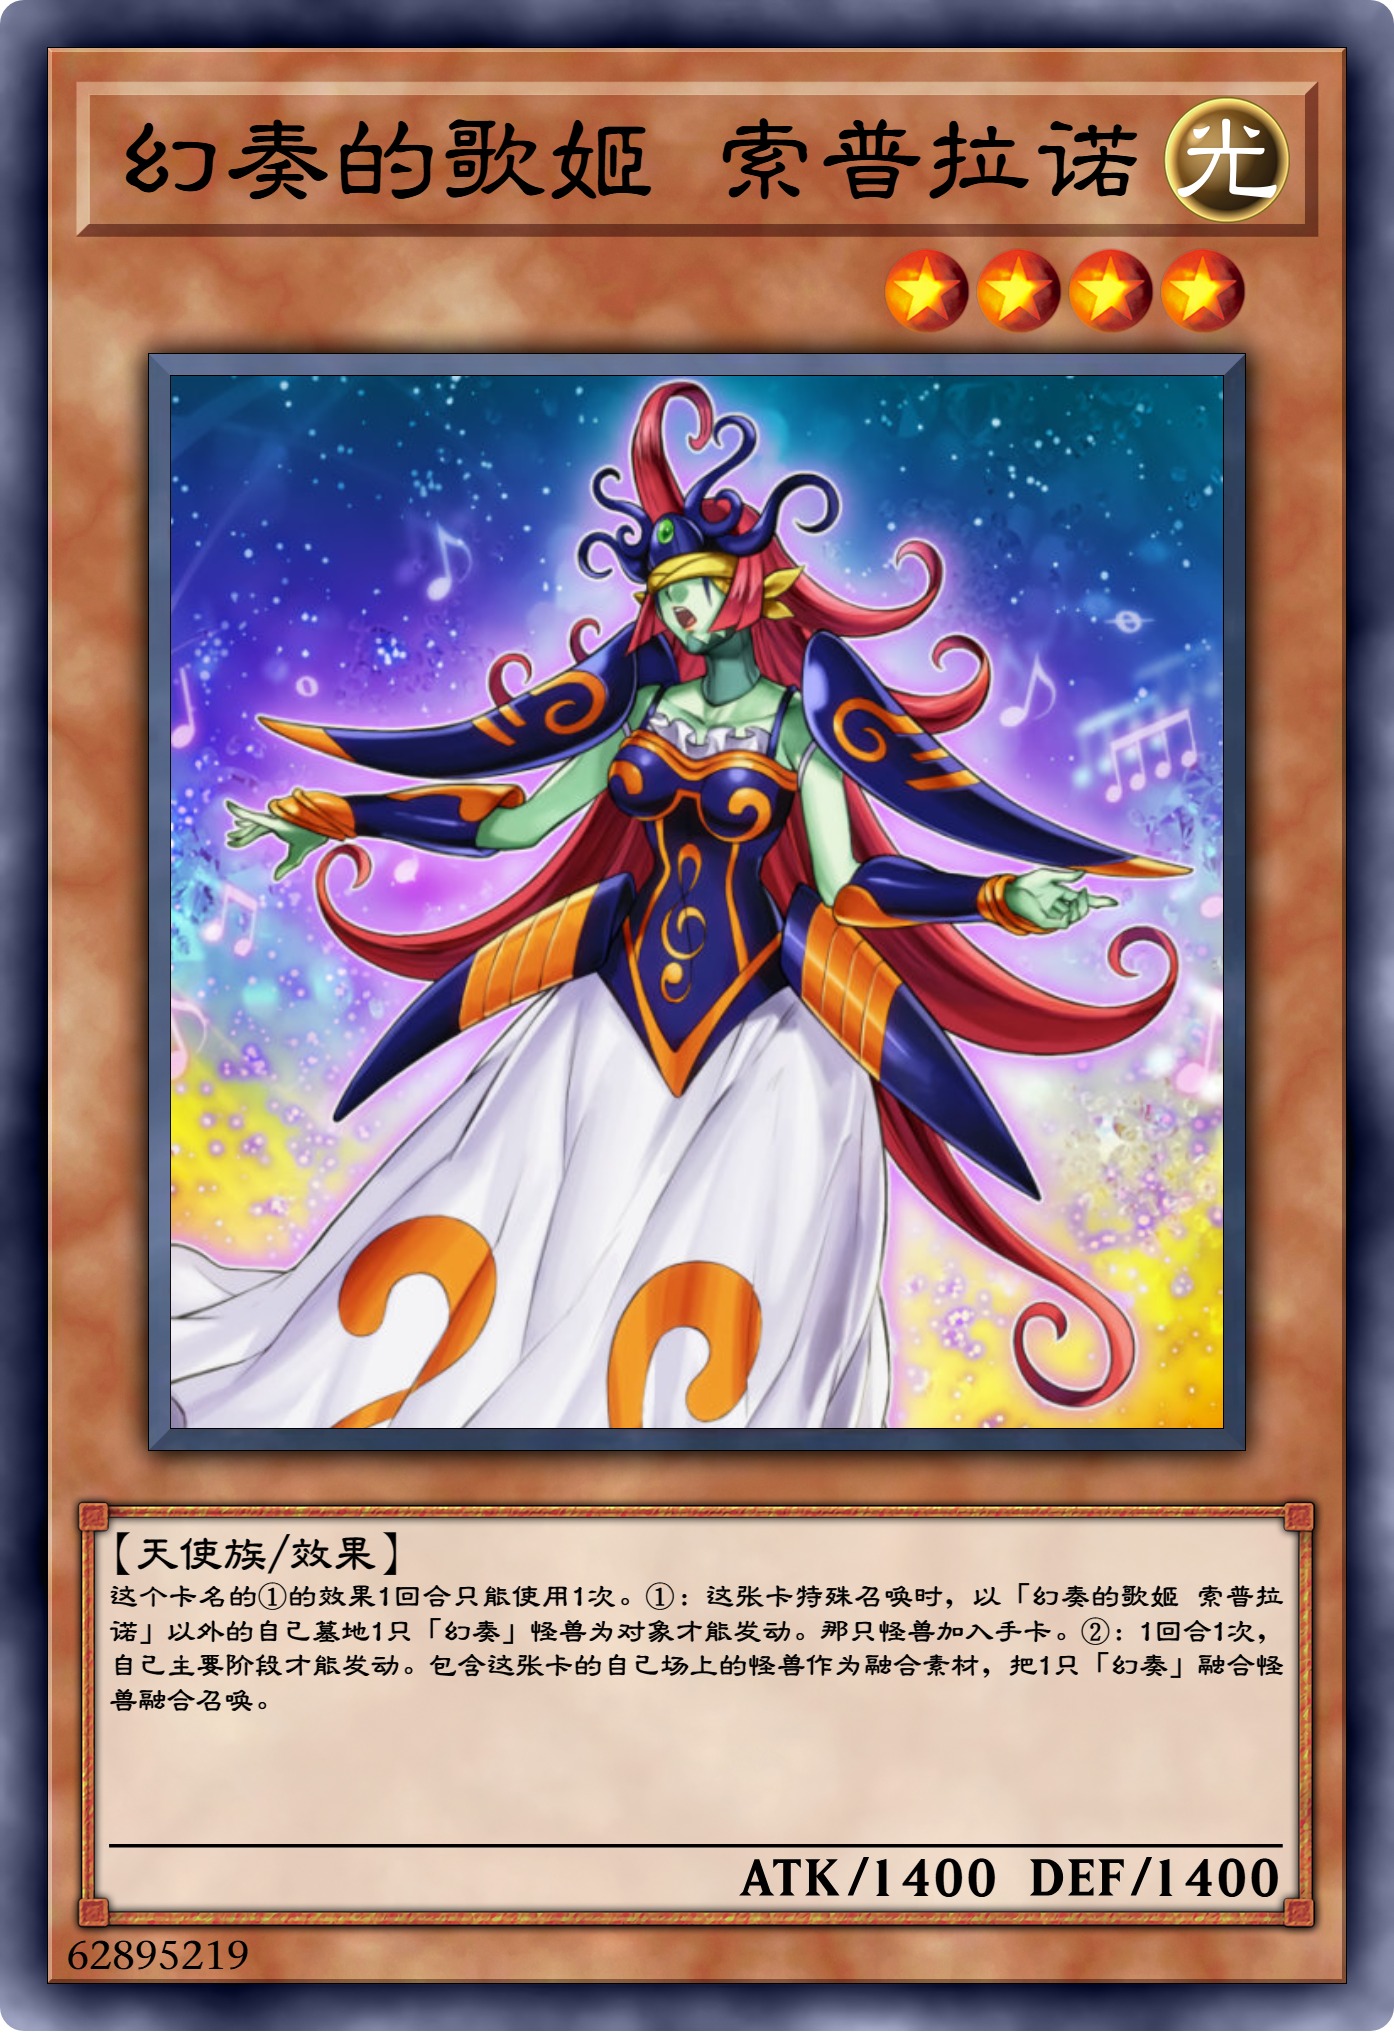 幻奏的歌姬 索普拉诺 光
【天使族/效果】
这个卡名的①的效果1回合只能使用1次。①：这张卡特殊召唤时，以「幻奏的歌姬 索普拉
诺」以外的自己墓地1只「幻奏」怪兽为对象才能发动。那只怪兽加入手卡。②：1回合1次，
自己主要阶段才能发动。包含这张卡的自己场上的怪兽作为融合素材，把1只「幻奏」融合怪
兽融合召唤。
ATK/1400 DEF/1400
62895219